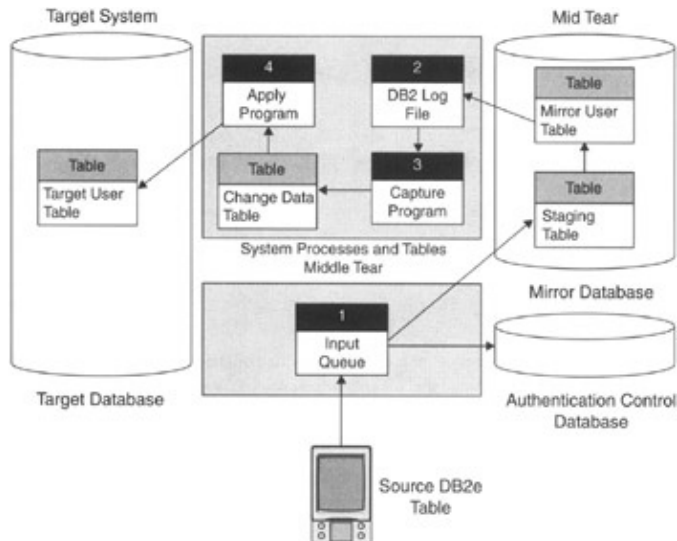 Target System
Mid Tear
4
Apply
Program
2
DB2 Log
File
Table
Mirror User
Table
Table
Target User
Table
Table
Change Data
Table
3
Capture
Program
Table
Staging
Table
System Processes and Tables
Middle Tear
Mirror Database
1
Input
Queue
Target Database
Authentication Control
Database
Source DB2e
Table